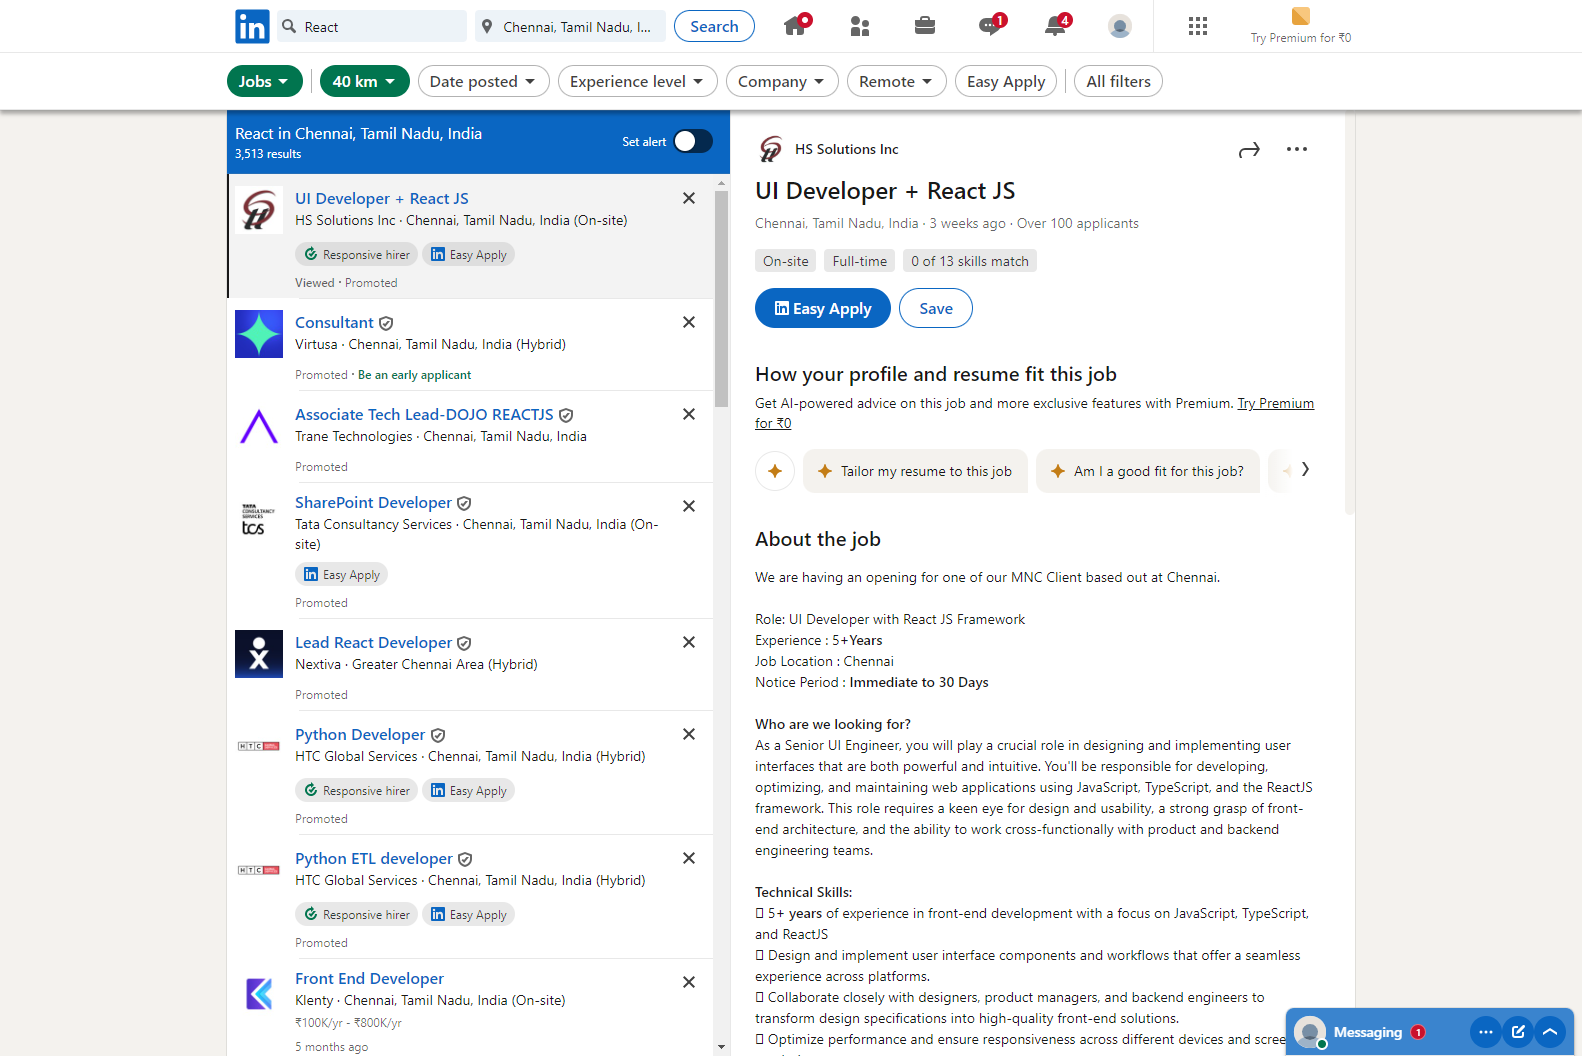 in React Chennai, Tamil Nadu, I... Search 1 4 Try Premium for ₹0
Jobs 40 km Date posted Experience level Company Remote Easy Apply All filters
React in Chennai, Tamil Nadu, India
3,513 results
Set alert
UI Developer + React JS
HS Solutions Inc · Chennai, Tamil Nadu, India (On-site)
Responsive hirer in Easy Apply
Viewed · Promoted
Consultant
Virtusa · Chennai, Tamil Nadu, India (Hybrid)
Promoted · Be an early applicant
Associate Tech Lead-DOJO REACTJS
Trane Technologies · Chennai, Tamil Nadu, India
Promoted
TATA
CONSULTANCY
SERVICES
tcs
SharePoint Developer
Tata Consultancy Services · Chennai, Tamil Nadu, India (On-
site)
in Easy Apply
Promoted
Lead React Developer
Nextiva · Greater Chennai Area (Hybrid)
Promoted
HTC
Python Developer
HTC Global Services · Chennai, Tamil Nadu, India (Hybrid)
Responsive hirer in Easy Apply
Promoted
HTC
Python ETL developer
HTC Global Services · Chennai, Tamil Nadu, India (Hybrid)
Responsive hirer in Easy Apply
Promoted
Front End Developer
Klenty · Chennai, Tamil Nadu, India (On-site)
₹100K/yr - ₹800K/yr
5 months ago
HS Solutions Inc
UI Developer + React JS
Chennai, Tamil Nadu, India · 3 weeks ago · Over 100 applicants
On-site Full-time 0 of 13 skills match
in Easy Apply Save
How your profile and resume fit this job
Get AI-powered advice on this job and more exclusive features with Premium. Try Premium
for ₹0
Tailor my resume to this job Am I a good fit for this job?
About the job
We are having an opening for one of our MNC Client based out at Chennai.
Role: UI Developer with React JS Framework
Experience : 5+Years
Job Location : Chennai
Notice Period : Immediate to 30 Days
Who are we looking for?
As a Senior UI Engineer, you will play a crucial role in designing and implementing user
interfaces that are both powerful and intuitive. You'll be responsible for developing,
optimizing, and maintaining web applications using JavaScript, TypeScript, and the ReactJS
framework. This role requires a keen eye for design and usability, a strong grasp of front-
end architecture, and the ability to work cross-functionally with product and backend
engineering teams.
Technical Skills:
5+ years of experience in front-end development with a focus on JavaScript, TypeScript,
and ReactJS
Design and implement user interface components and workflows that offer a seamless
experience across platforms.
Collaborate closely with designers, product managers, and backend engineers to
transform design specifications into high-quality front-end solutions.
Optimize performance and ensure responsiveness across different devices and
Messaging 1